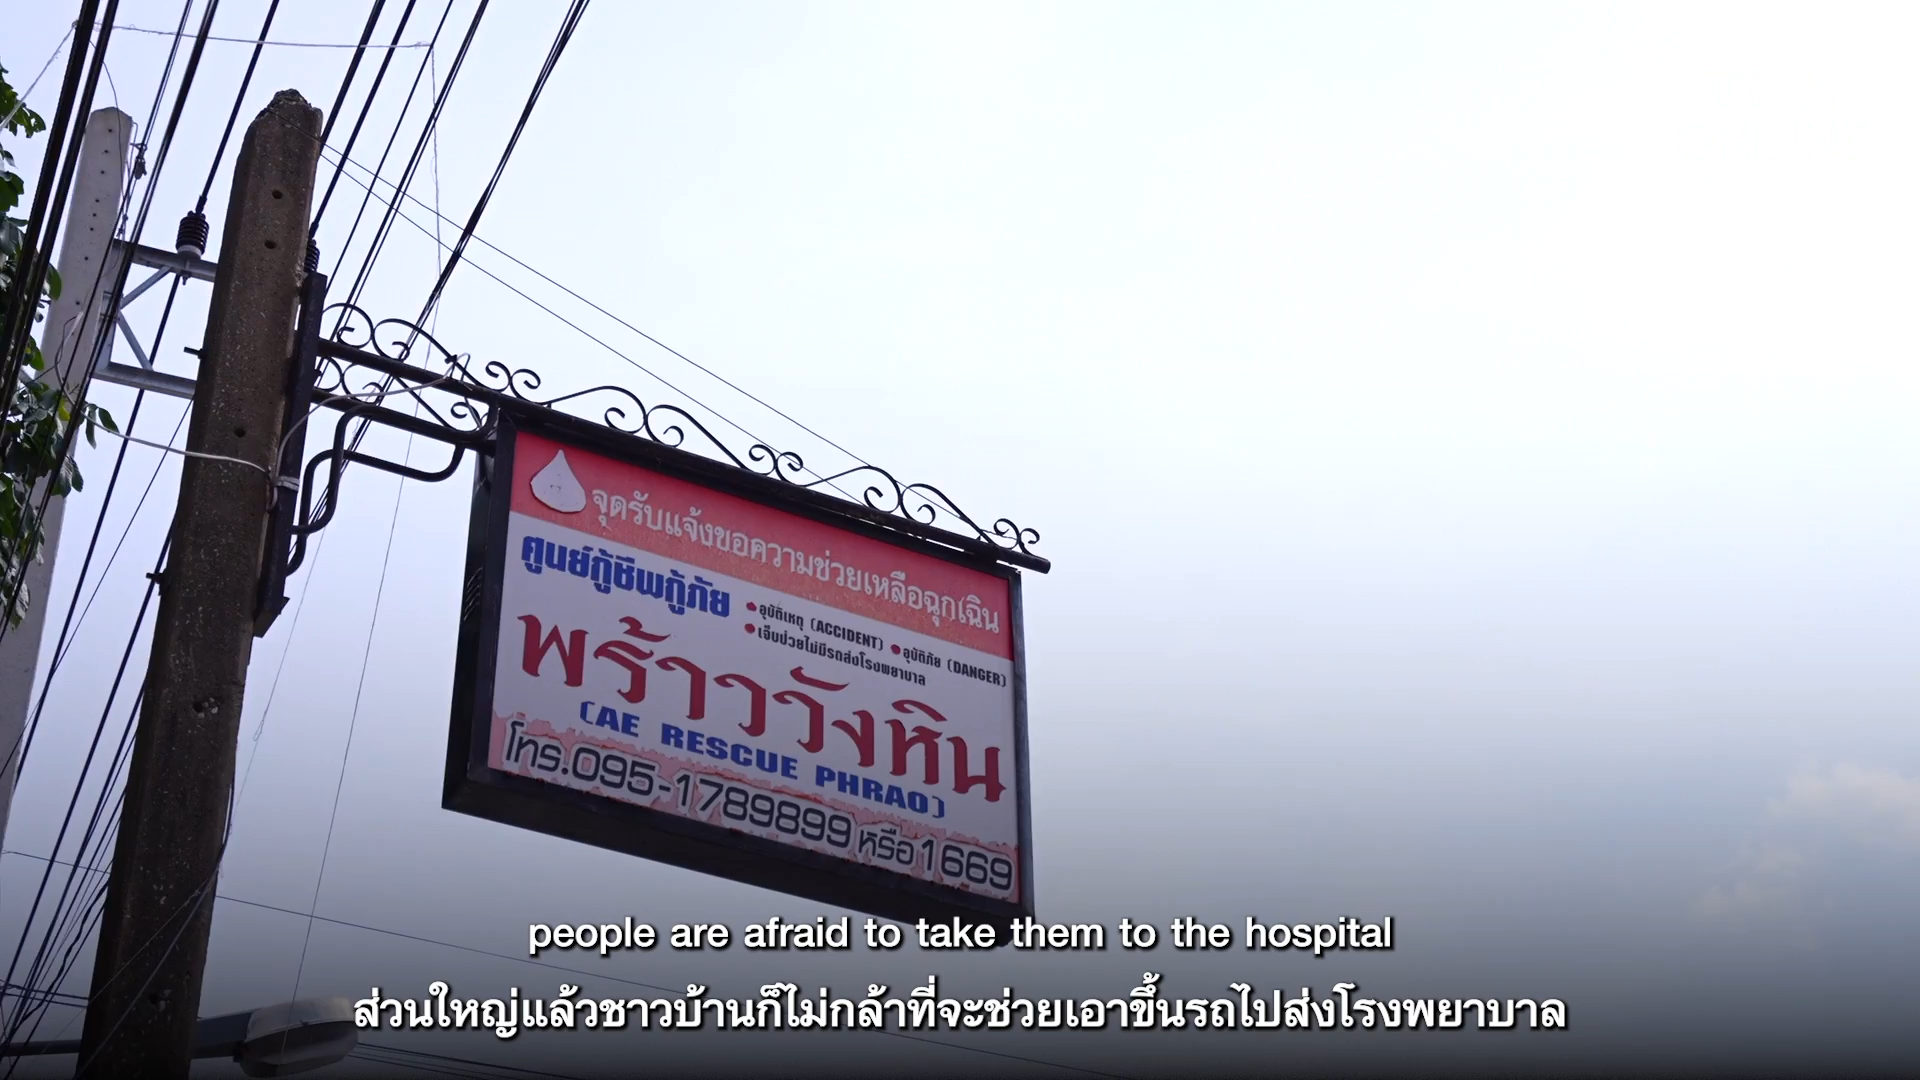 จุดรับแจ้งขอความช่วยเหลือฉุกเฉิน
ศูนย์กู้ชีพกู้ภัย
อุบัติเหตุ (ACCIDENT) อุบัติภัย (DANGER)
เจ็บป่วยไม่มีรถส่งโรงพยาบาล
พร้าววังหิน
(AE RESCUE PHRAO)
โทร.095-1789899 หรือ 1669
people are afraid to take them to the hospital
ส่วนใหญ่แล้วชาวบ้านก็ไม่กล้าที่จะช่วยเอาขึ้นรถไปส่งโรงพยาบาล